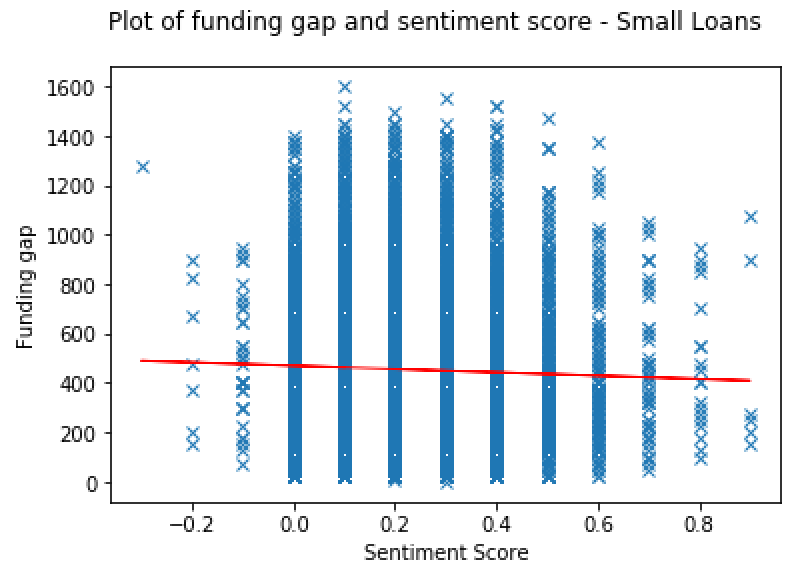 Plot of funding gap and sentiment score - Small Loans
1600
1400
1200
1000
800
600
400
200
0
Funding gap
−0.2 0.0 0.2 0.4 0.6 0.8
Sentiment Score